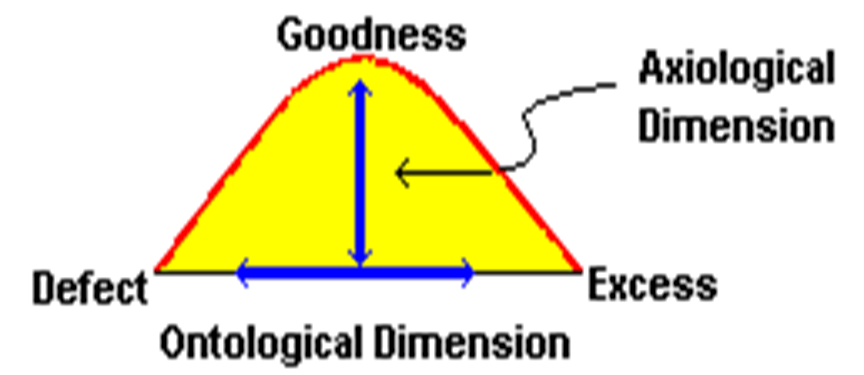 Goodness
Axiological
Dimension
Defect
Excess
Ontological Dimension